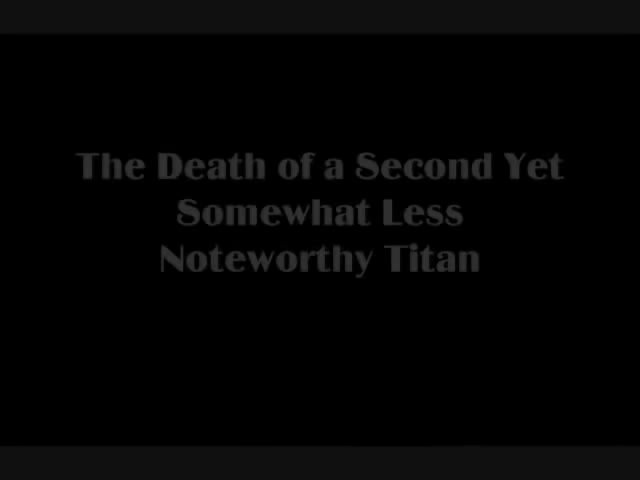 The Death of a Second Yet
Somewhat Less
Noteworthy Titan